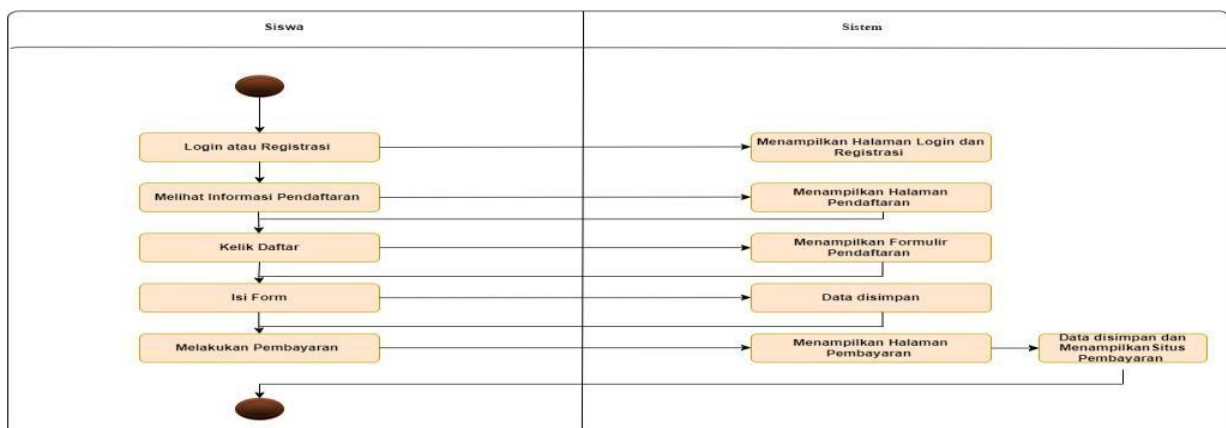 Siswa
Sistem
Login atau Registrasi
Menampilkan Halaman Login dan
Registrasi
Melihat Informasi Pendaftaran
Menampilkan Halaman
Pendaftaran
Kelik Daftar
Menampilkan Formulir
Pendaftaran
Isi Form
Data disimpan
Melakukan Pembayaran
Menampilkan Halaman
Pembayaran
Data disimpan dan
Menampilkan Situs
Pembayaran